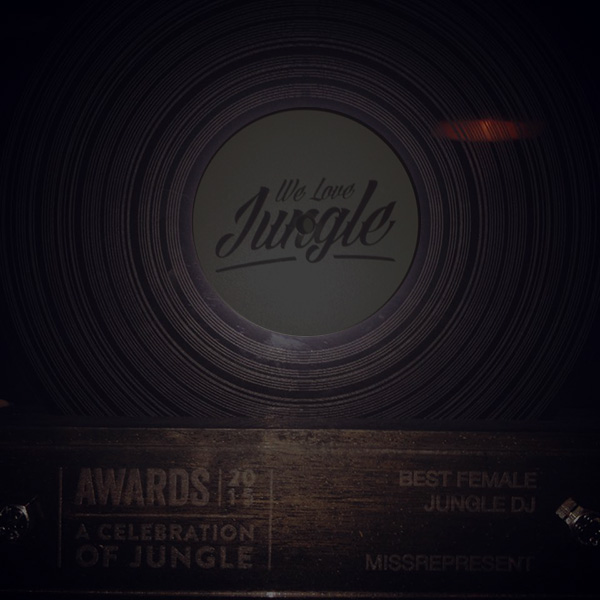 We Love
Jungle
AWARDS 20
15
A CELEBRATION
OF JUNGLE
BEST FEMALE
JUNGLE DJ
MISSREPRESENT